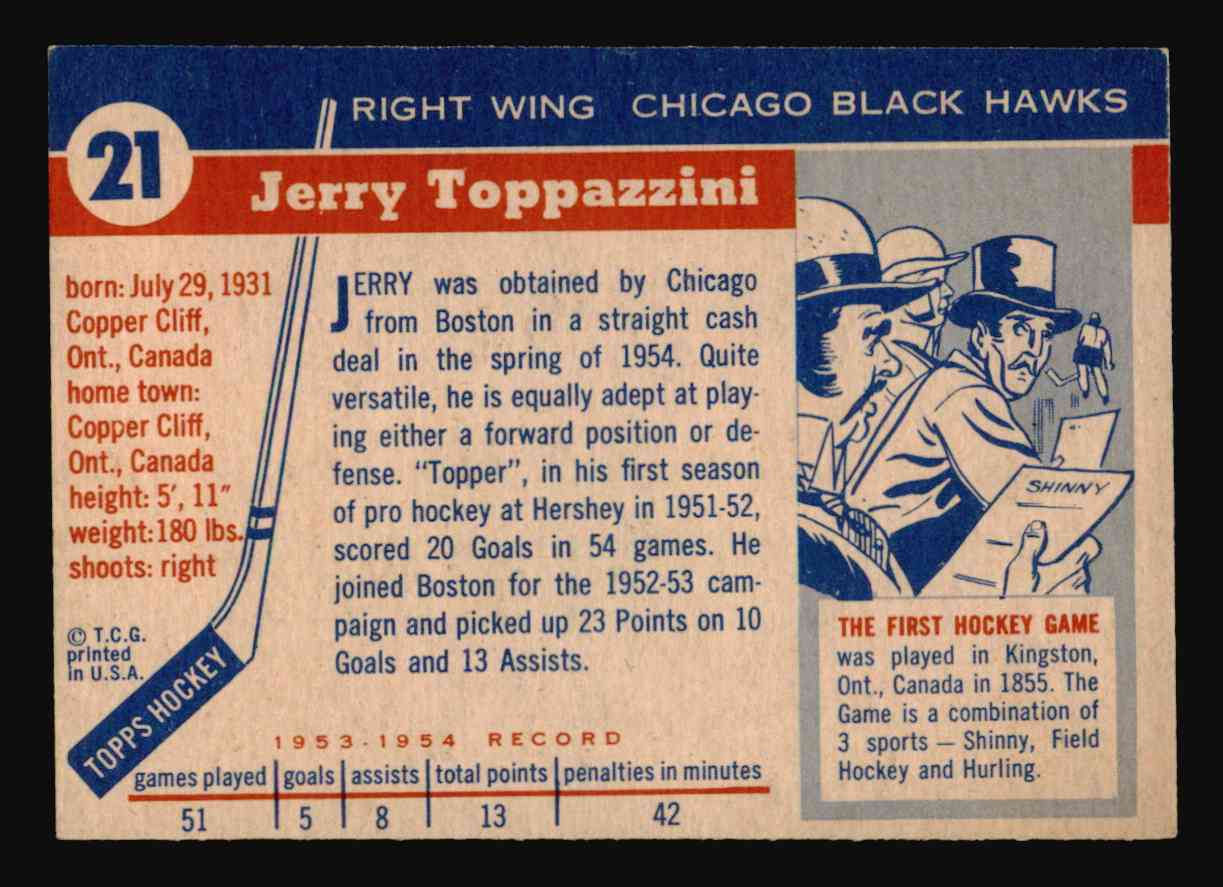 21
RIGHT WING CHICAGO BLACK HAWKS
Jerry Toppazzini
born: July 29, 1931
Copper Cliff,
Ont., Canada
home town:
Copper Cliff,
Ont., Canada
height: 5', 11"
weight: 180 lbs.
shoots: right
© T.C.G.
printed
in U.S.A.
TOPPS HOCKEY
JERRY was obtained by Chicago
from Boston in a straight cash
deal in the spring of 1954. Quite
versatile, he is equally adept at play-
ing either a forward position or de-
fense. "Topper", in his first season
of pro hockey at Hershey in 1951-52,
scored 20 Goals in 54 games. He
joined Boston for the 1952-53 cam-
paign and picked up 23 Points on 10
Goals and 13 Assists.
SHINNY
THE FIRST HOCKEY GAME
was played in Kingston,
Ont., Canada in 1855. The
Game is a combination of
3 sports — Shinny, Field
Hockey and Hurling.
1953-1954 RECORD
games played goals assists total points penalties in minutes
51 5 8 13 42